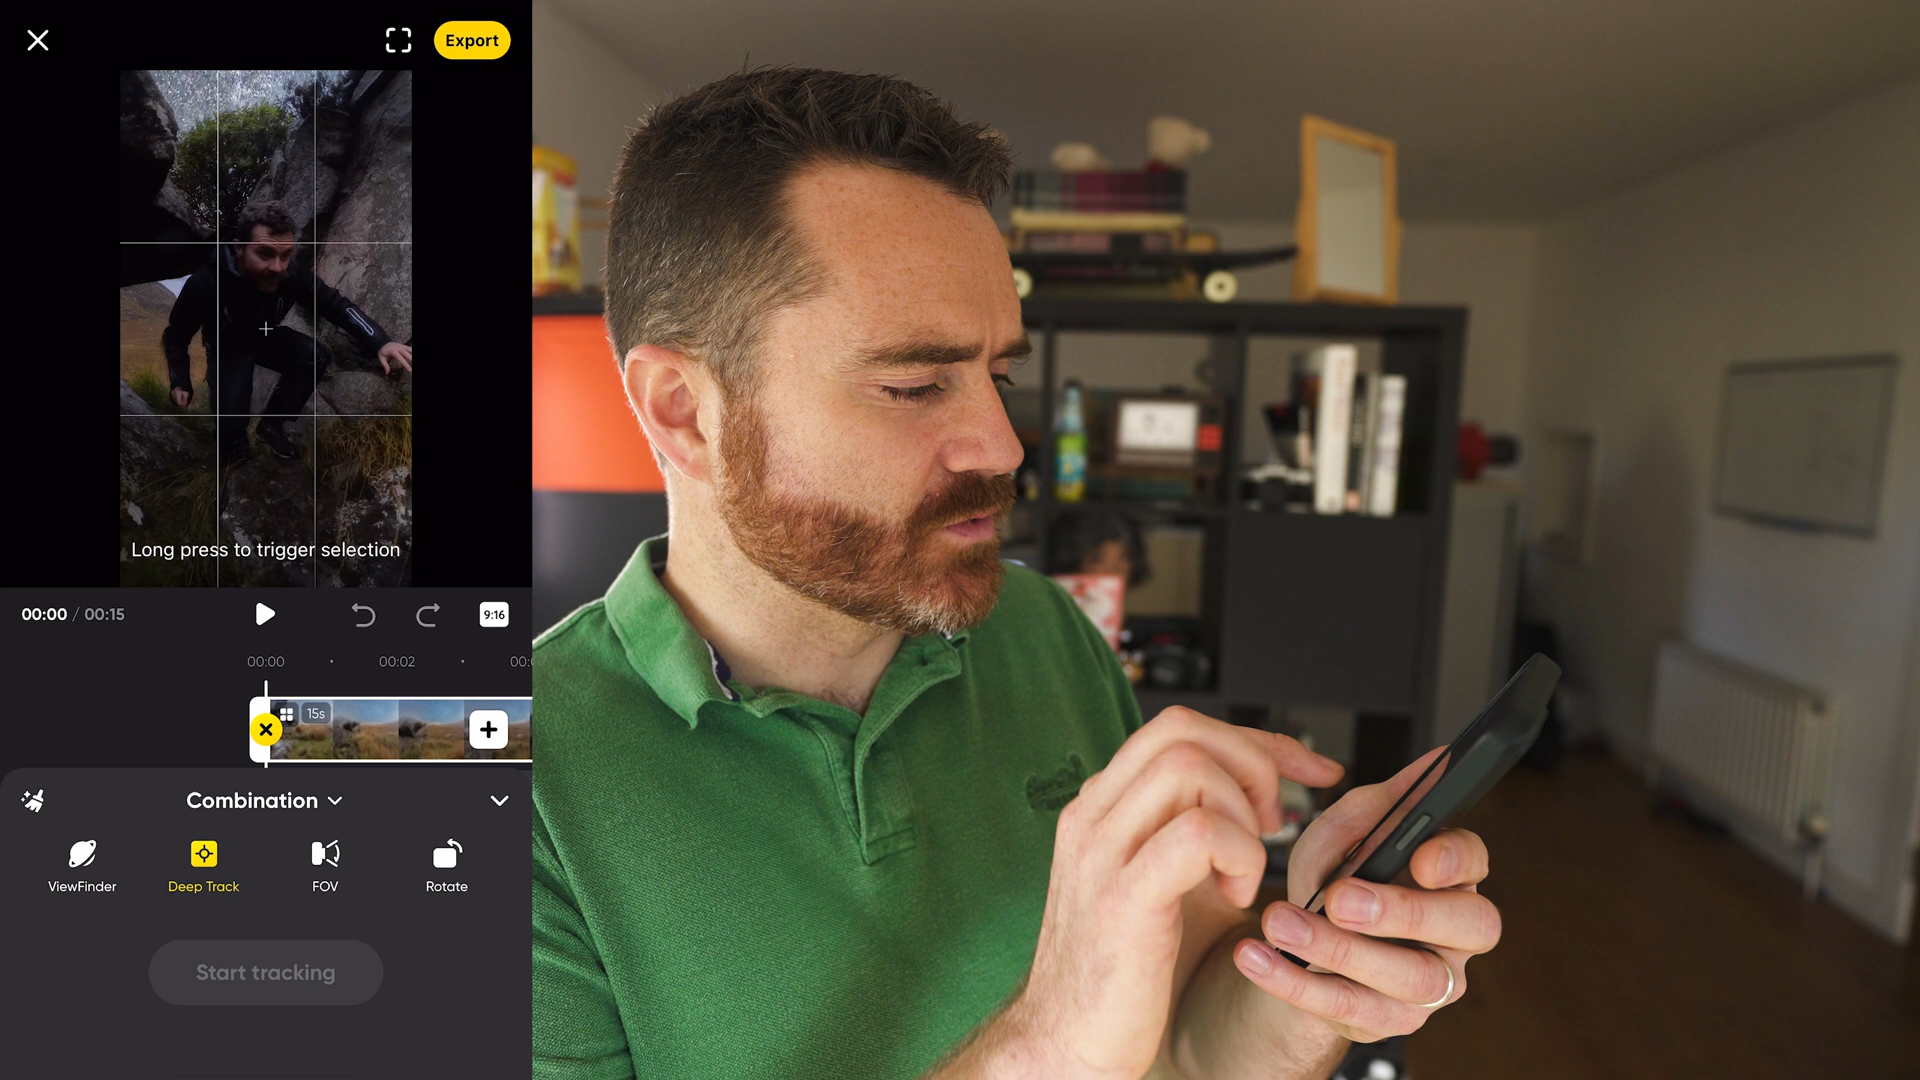 Export
Long press to trigger selection
00:00 / 00:15
9:16
00:00
00:02
15s
Combination
ViewFinder
Deep Track
FOV
Rotate
Start tracking